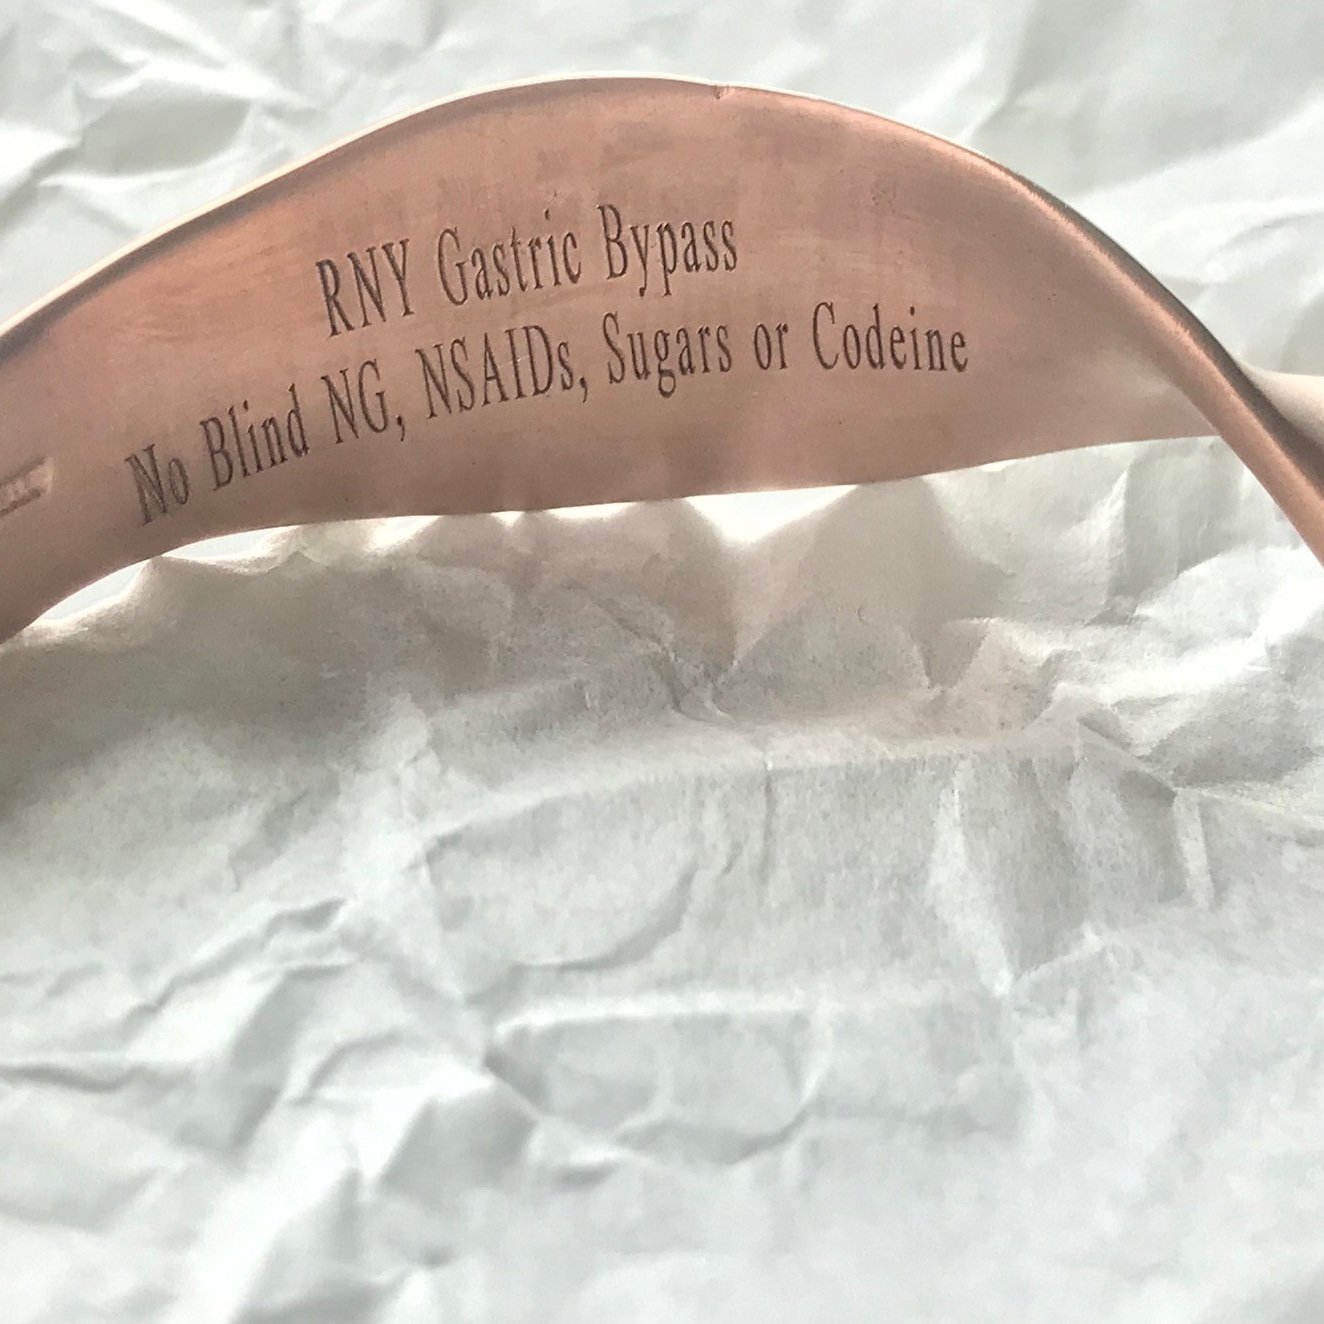 RNY Gastric Bypass
No Blind NG, NSAIDs, Sugars or Codeine